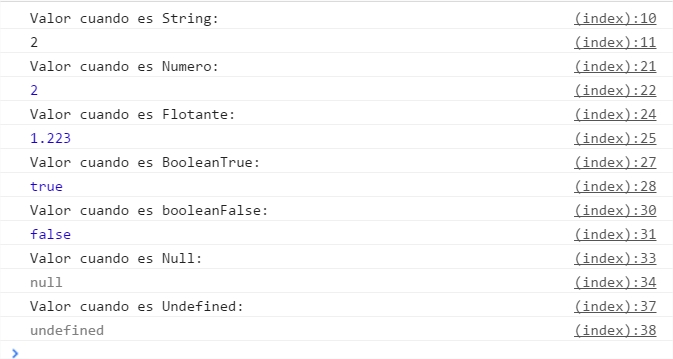 Valor cuando es String: (index):10
2 (index):11
Valor cuando es Numero: (index):21
2 (index):22
Valor cuando es Flotante: (index):24
1.223 (index):25
Valor cuando es BooleanTrue: (index):27
true (index):28
Valor cuando es booleanFalse: (index):30
false (index):31
Valor cuando es Null: (index):33
null (index):34
Valor cuando es Undefined: (index):37
undefined (index):38